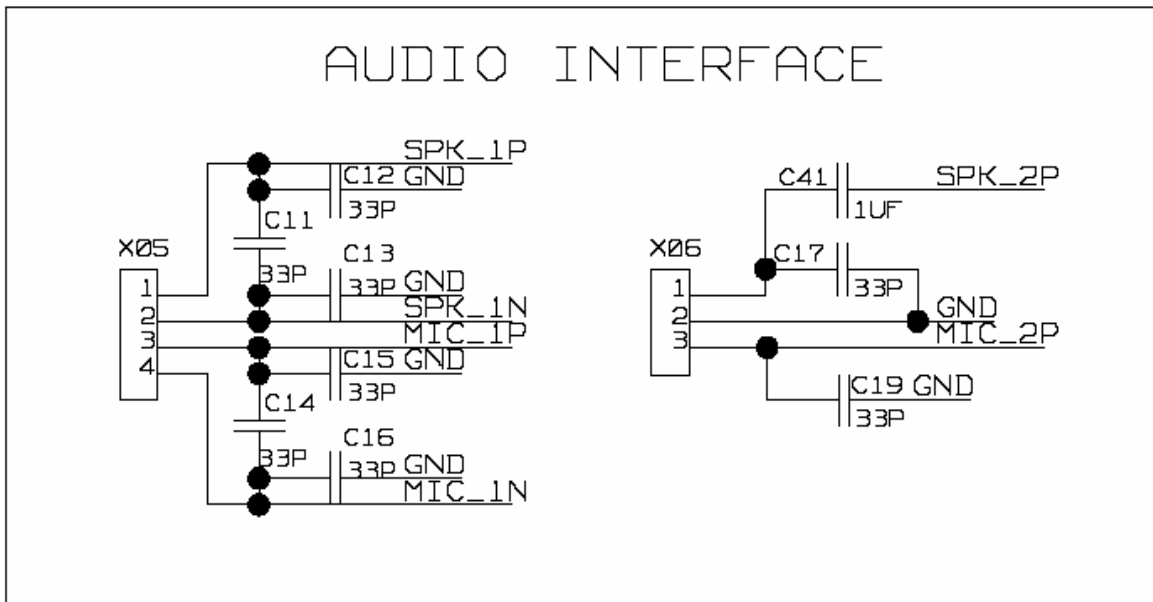 AUDIO INTERFACE
SPK_1P
C12 GND
33P
C11
X05
33P
C13
33P GND
1
SPK_1N
2
MIC_1P
3
C15 GND
4
33P
C14
33P
C16
33P GND
MIC_1N
C41
SPK_2P
1UF
X06
C17
33P
1
GND
2
MIC_2P
3
C19 GND
33P